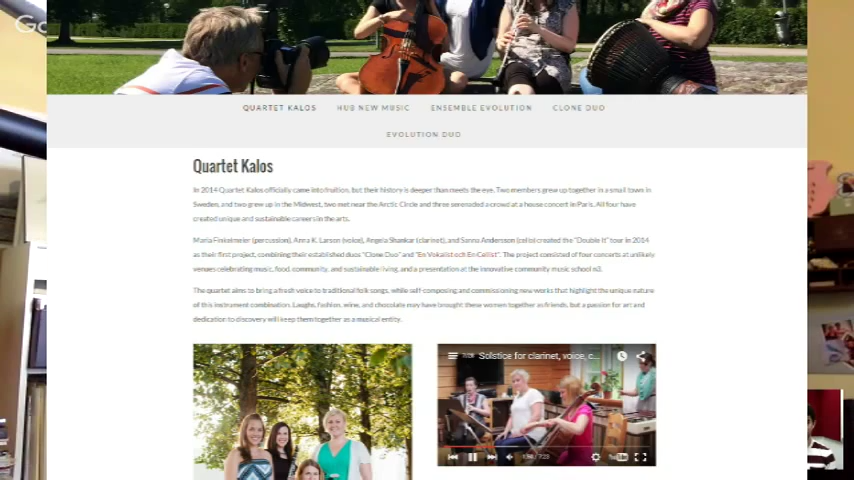 Go
QUARTET KALOS HUB NEW MUSIC ENSEMBLE EVOLUTION CLONE DUO
EVOLUTION DUO
Quartet Kalos
In 2014 Quartet Kalos officially came into fruition, but their history is deeper than meets the eye. Two members grew up together in a small town in
Sweden, and two grew up in the Midwest, two met near the Arctic Circle and three serenaded a crowd at a house concert in Paris. All four have
created unique and sustainable careers in the arts.
Maria Finkelmeier (percussion), Anna K. Larson (voice), Angela Shankar (clarinet), and Sanna Andersson (cello) created the "Double It" tour in 2014
as their first project, combining their established duos "Clone Duo" and "En Vokalist och En Cellist". The project consisted of four concerts at unlikely
venues celebrating music, food, community, and sustainable living, and a presentation at the innovative community music school n3.
The quartet aims to bring a fresh voice to traditional folk songs, while self-composing and commissioning new works that highlight the unique nature
of this instrument combination. Laughs, fashion, wine, and chocolate may have brought these women together as friends, but a passion for art and
dedication to discovery will keep them together as a musical entity.
Solstice for clarinet, voice, c...